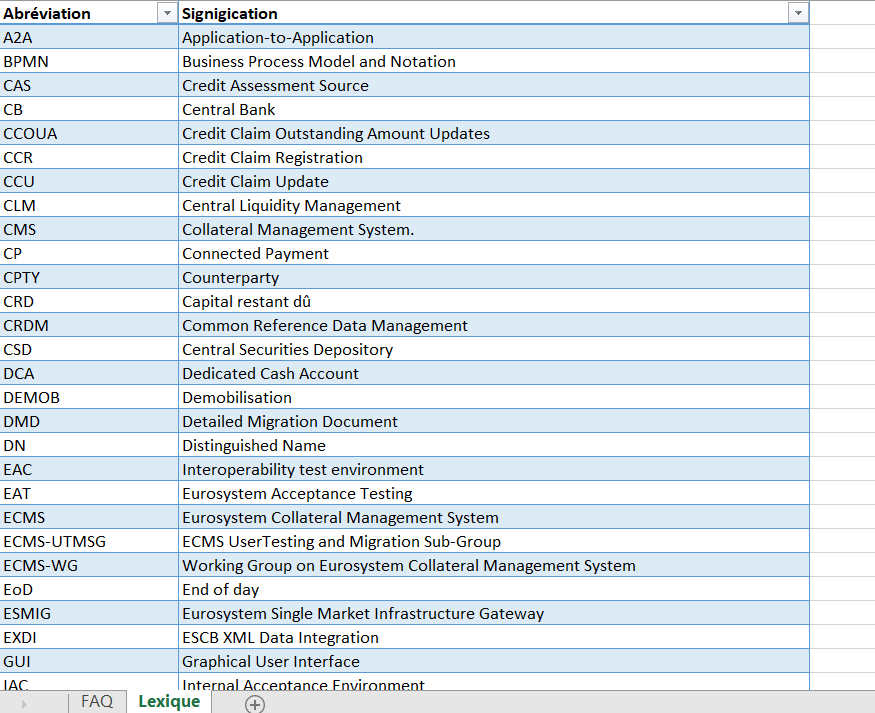 Abréviation Signigication
A2A Application-to-Application
BPMN Business Process Model and Notation
CAS Credit Assessment Source
CB Central Bank
CCOUA Credit Claim Outstanding Amount Updates
CCR Credit Claim Registration
CCU Credit Claim Update
CLM Central Liquidity Management
CMS Collateral Management System.
CP Connected Payment
CPTY Counterparty
CRD Capital restant dû
CRDM Common Reference Data Management
CSD Central Securities Depository
DCA Dedicated Cash Account
DEMOB Demobilisation
DMD Detailed Migration Document
DN Distinguished Name
EAC Interoperability test environment
EAT Eurosystem Acceptance Testing
ECMS Eurosystem Collateral Management System
ECMS-UTMSG ECMS UserTesting and Migration Sub-Group
ECMS-WG Working Group on Eurosystem Collateral Management System
EoD End of day
ESMIG Eurosystem Single Market Infrastructure Gateway
EXDI ESCB XML Data Integration
GUI Graphical User Interface
IAC Internal Acceptance Environment
FAQ Lexique